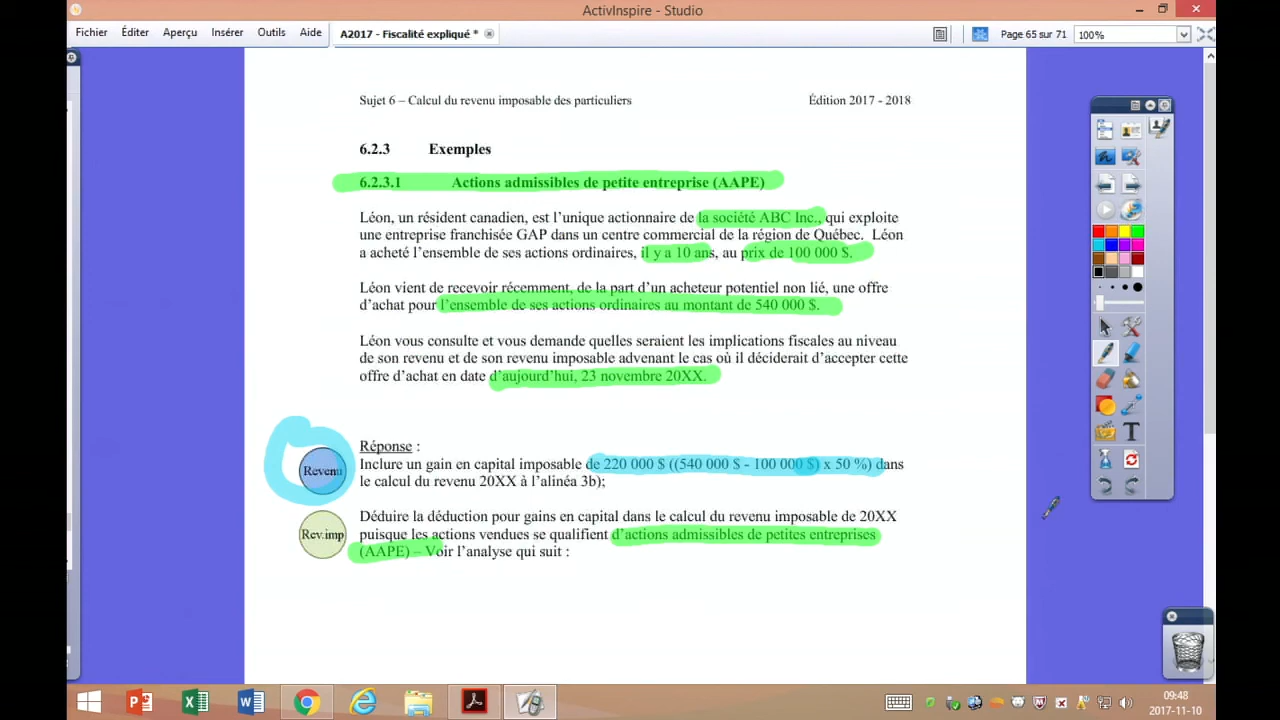 ActivInspire - Studio
Fichier Éditer Aperçu Insérer Outils Aide
A2017 - Fiscalité expliqué *
Page 65 sur 71
100%
Sujet 6 – Calcul du revenu imposable des particuliers
Édition 2017 - 2018
6.2.3 Exemples
6.2.3.1 Actions admissibles de petite entreprise (AAPE)
Léon, un résident canadien, est l'unique actionnaire de la société ABC Inc., qui exploite
une entreprise franchisée GAP dans un centre commercial de la région de Québec. Léon
a acheté l'ensemble de ses actions ordinaires, il y a 10 ans, au prix de 100 000 $.
Léon vient de recevoir récemment, de la part d'un acheteur potentiel non lié, une offre
d'achat pour l'ensemble de ses actions ordinaires au montant de 540 000 $.
Léon vous consulte et vous demande quelles seraient les implications fiscales au niveau
de son revenu et de son revenu imposable advenant le cas où il déciderait d'accepter cette
offre d'achat en date d'aujourd'hui, 23 novembre 20XX.
Réponse :
Revenu
Inclure un gain en capital imposable de 220 000 $ ((540 000 $ - 100 000 $) x 50 %) dans
le calcul du revenu 20XX à l'alinéa 3b);
Déduire la déduction pour gains en capital dans le calcul du revenu imposable de 20XX
Rev.imp
puisque les actions vendues se qualifient d'actions admissibles de petites entreprises
(AAPE) – Voir l'analyse qui suit :
09:48
2017-11-10